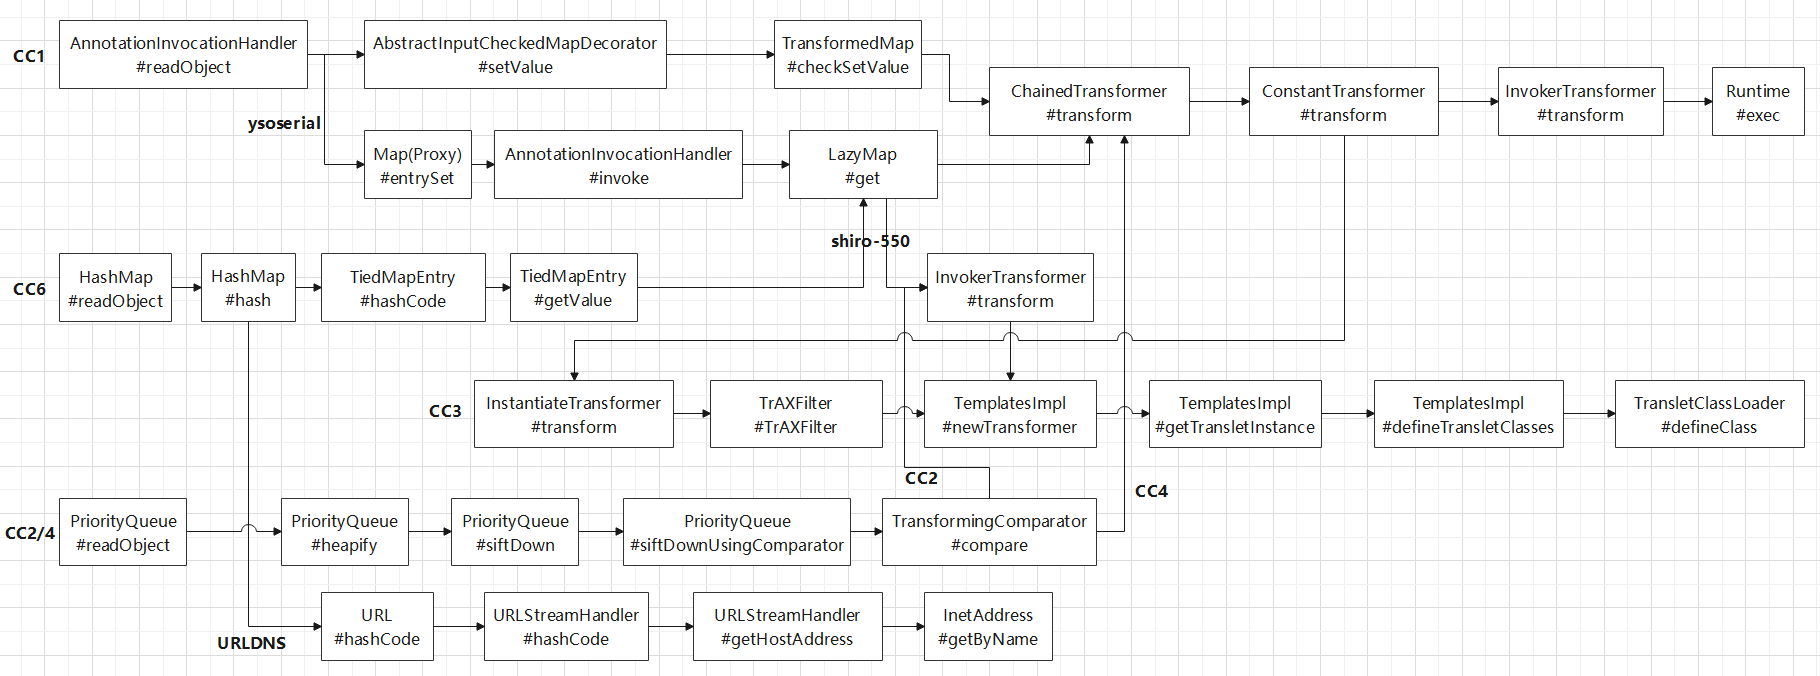 CC1
AnnotationInvocationHandler
#readObject
AbstractInputCheckedMapDecorator
#setValue
TransformedMap
#checkSetValue
ChainedTransformer
#transform
ConstantTransformer
#transform
InvokerTransformer
#transform
Runtime
#exec
ysoserial
Map(Proxy)
#entrySet
AnnotationInvocationHandler
#invoke
LazyMap
#get
shiro-550
CC6
HashMap
#readObject
HashMap
#hash
TiedMapEntry
#hashCode
TiedMapEntry
#getValue
InvokerTransformer
#transform
CC3
InstantiateTransformer
#transform
TrAXFilter
#TrAXFilter
TemplatesImpl
#newTransformer
TemplatesImpl
#getTransletInstance
TemplatesImpl
#defineTransletClasses
TransletClassLoader
#defineClass
CC2
CC4
CC2/4
PriorityQueue
#readObject
PriorityQueue
#heapify
PriorityQueue
#siftDown
PriorityQueue
#siftDownUsingComparator
TransformingComparator
#compare
URLDNS
URL
#hashCode
URLStreamHandler
#hashCode
URLStreamHandler
#getHostAddress
InetAddress
#getByName